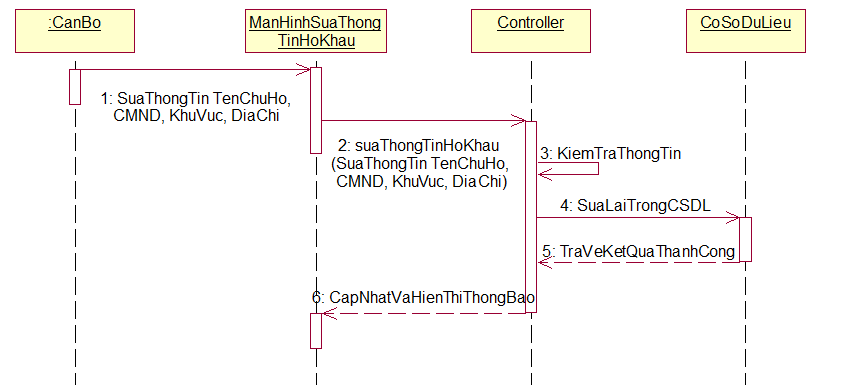 :CanBo
ManHinhSuaThong
TinHoKhau
Controller
CoSoDuLieu
1: SuaThongTin TenChuHo,
CMND, KhuVuc, DiaChi
2: suaThongTinHoKhau
(SuaThongTin TenChuHo,
CMND, KhuVuc, DiaChi)
3: KiemTraThongTin
4: SuaLaiTrongCSDL
5: TraVeKetQuaThanhCong
6: CapNhatVaHienThiThongBao